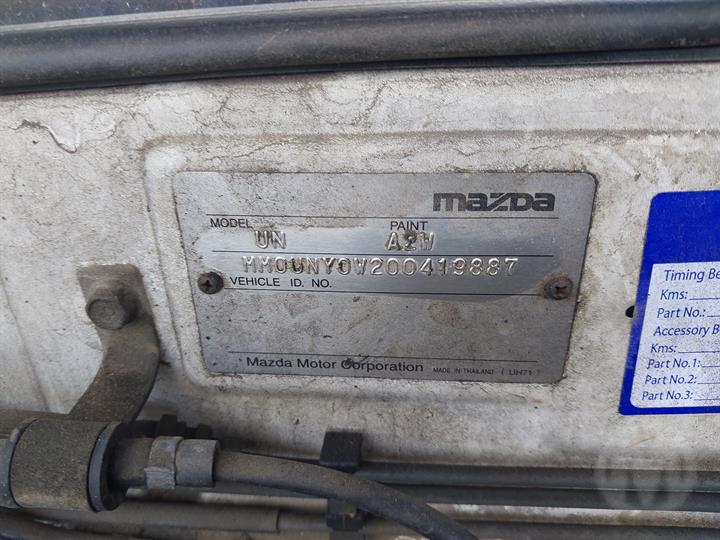 mazda
MODEL PAINT
UN A2W
MM0UNY0W200419887
VEHICLE ID. NO.
Mazda Motor Corporation MADE IN THAILAND ( UH71 )
Timing Be
Kms:
Part No.:
Accessory B
Kms:
Part No.1:
Part No.2:
Part No.3: